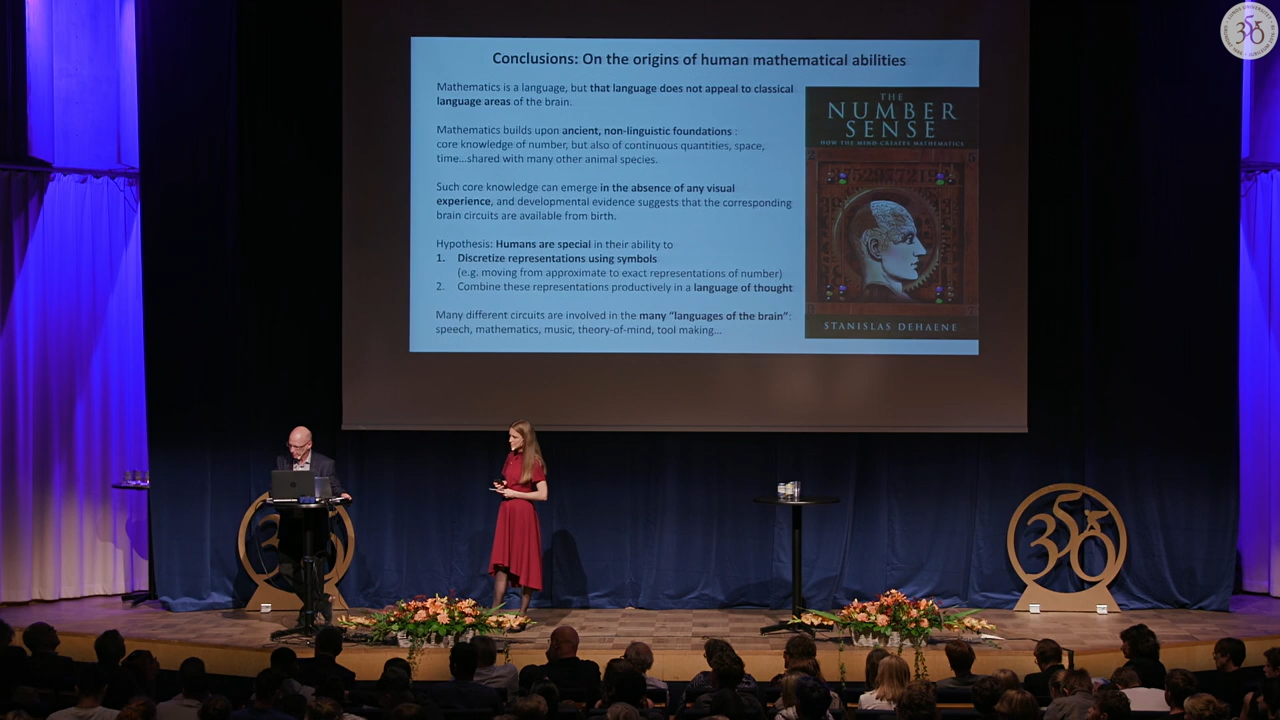 Conclusions: On the origins of human mathematical abilities
Mathematics is a language, but that language does not appeal to classical
language areas of the brain.
Mathematics builds upon ancient, non-linguistic foundations :
core knowledge of number, but also of continuous quantities, space,
time...shared with many other animal species.
Such core knowledge can emerge in the absence of any visual
experience, and developmental evidence suggests that the corresponding
brain circuits are available from birth.
Hypothesis: Humans are special in their ability to
1. Discretize representations using symbols
(e.g. moving from approximate to exact representations of number)
2. Combine these representations productively in a language of thought
Many different circuits are involved in the many “languages of the brain”:
speech, mathematics, music, theory-of-mind, tool making...
THE
NUMBER
SENSE
HOW THE MIND CREATES MATHEMATICS
STANISLAS DEHAENE